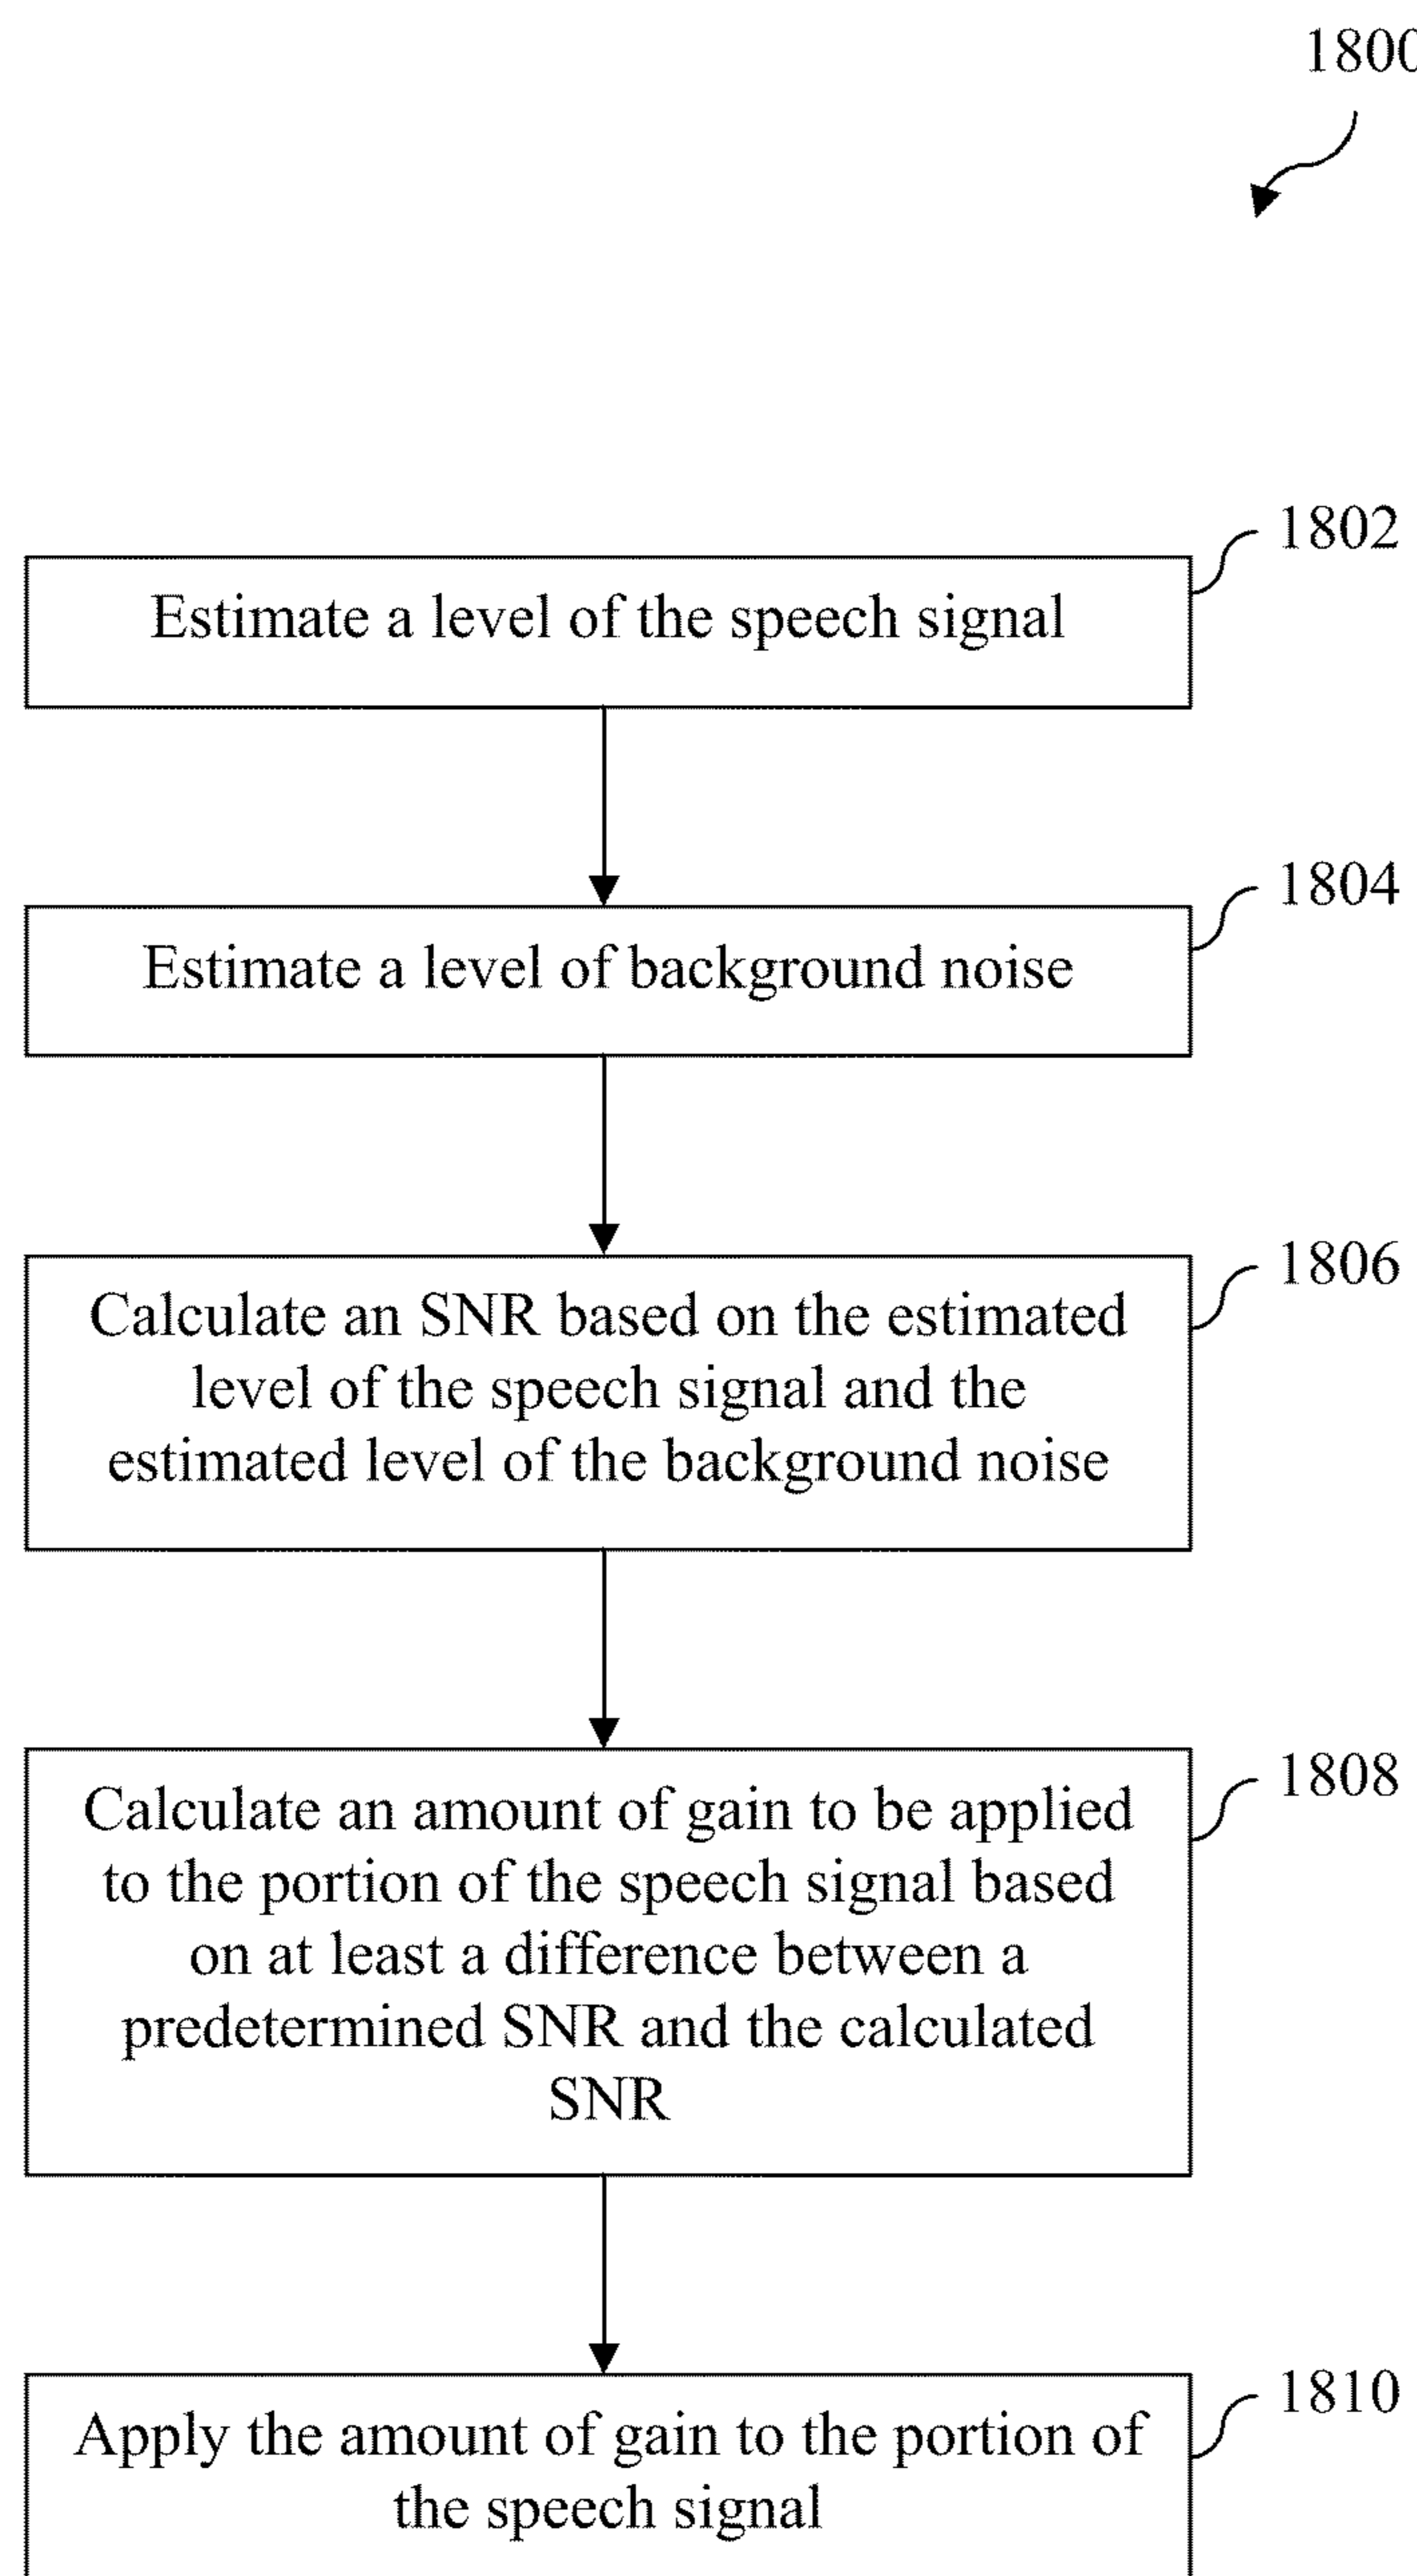 1800
1802
Estimate a level of the speech signal
1804
Estimate a level of background noise
1806
Calculate an SNR based on the estimated
level of the speech signal and the
estimated level of the background noise
1808
Calculate an amount of gain to be applied
to the portion of the speech signal based
on at least a difference between a
predetermined SNR and the calculated
SNR
1810
Apply the amount of gain to the portion of
the speech signal